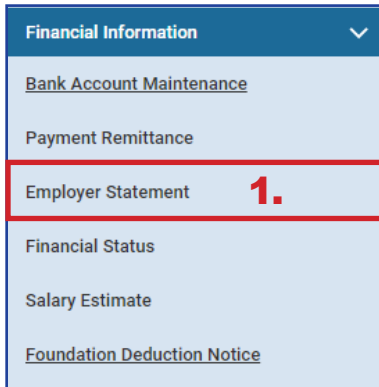 Financial Information
Bank Account Maintenance
Payment Remittance
Employer Statement 1.
Financial Status
Salary Estimate
Foundation Deduction Notice